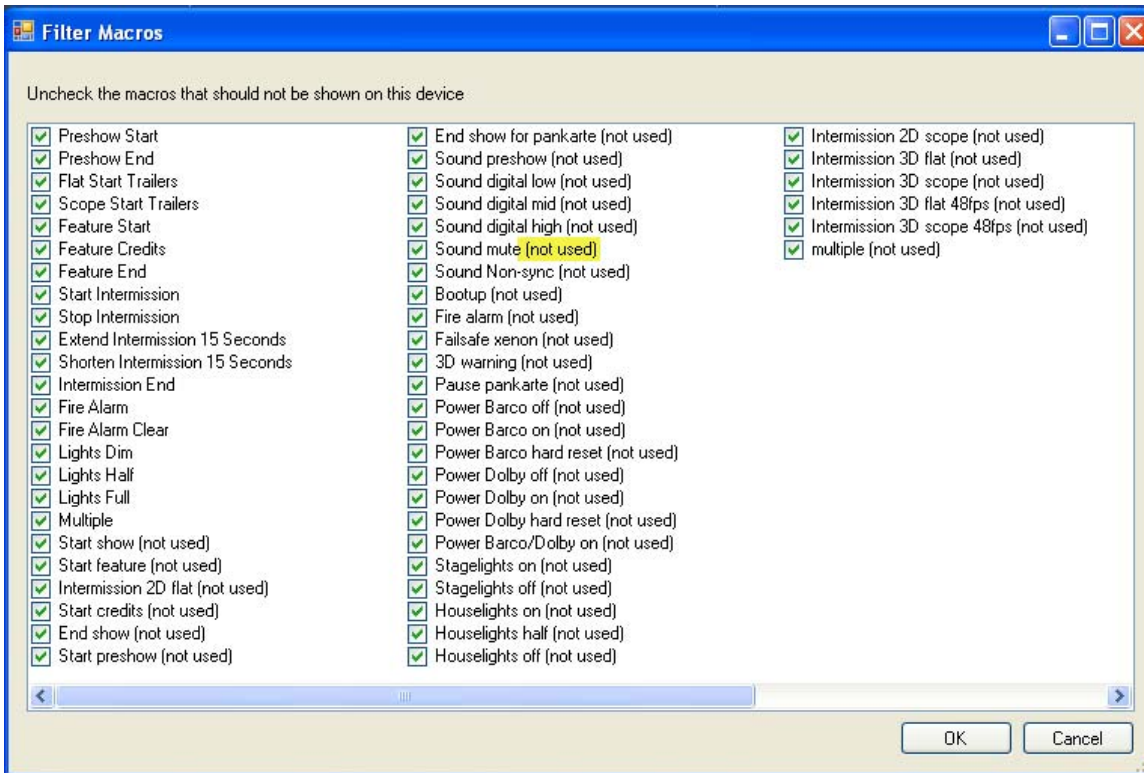 Filter Macros
Uncheck the macros that should not be shown on this device
Preshow Start
Preshow End
Flat Start Trailers
Scope Start Trailers
Feature Start
Feature Credits
Feature End
Start Intermission
Stop Intermission
Extend Intermission 15 Seconds
Shorten Intermission 15 Seconds
Intermission End
Fire Alarm
Fire Alarm Clear
Lights Dim
Lights Half
Lights Full
Multiple
Start show (not used)
Start feature (not used)
Intermission 2D flat (not used)
Start credits (not used)
End show (not used)
Start preshow (not used)
End show for pankarte (not used)
Sound preshow (not used)
Sound digital low (not used)
Sound digital mid (not used)
Sound digital high (not used)
Sound mute (not used)
Sound Non-sync (not used)
Bootup (not used)
Fire alarm (not used)
Failsafe xenon (not used)
3D warning (not used)
Pause pankarte (not used)
Power Barco off (not used)
Power Barco on (not used)
Power Barco hard reset (not used)
Power Dolby off (not used)
Power Dolby on (not used)
Power Dolby hard reset (not used)
Power Barco/Dolby on (not used)
Stagelights on (not used)
Stagelights off (not used)
Houselights on (not used)
Houselights half (not used)
Houselights off (not used)
Intermission 2D scope (not used)
Intermission 3D flat (not used)
Intermission 3D scope (not used)
Intermission 3D flat 48fps (not used)
Intermission 3D scope 48fps (not used)
multiple (not used)
OK
Cancel